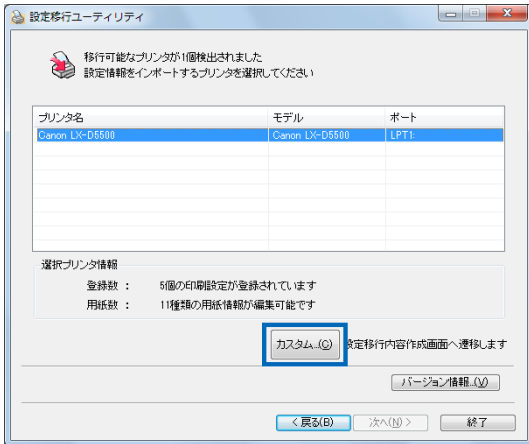 設定移行ユーティリティ
移行可能なプリンタが1個検出されました
設定情報をインポートするプリンタを選択してください
プリンタ名 モデル ポート
Canon LX-D5500 Canon LX-D5500 LPT1:
選択プリンタ情報
登録数 : 5個の印刷設定が登録されています
用紙数 : 11種類の用紙情報が編集可能です
カスタム...(C) 設定移行内容作成画面へ遷移します
バージョン情報...(V)
< 戻る(B) 次へ(N) > 終了